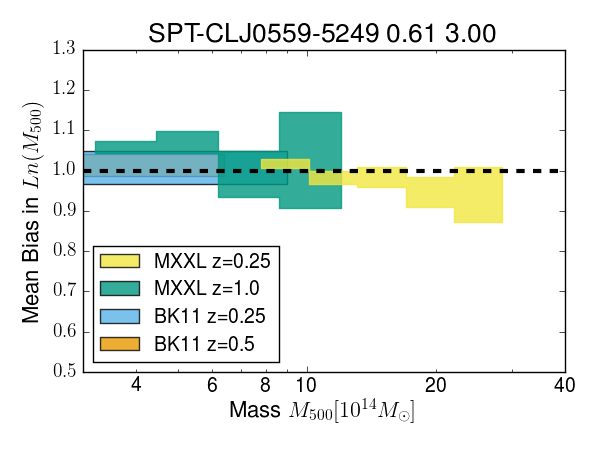 SPT-CLJ0559-5249 0.61 3.00
1.3
1.2
1.1
1.0
0.9
0.8
0.7
0.6
0.5
Mean Bias in Ln(M500)
MXXL z=0.25
MXXL z=1.0
BK11 z=0.25
BK11 z=0.5
4 6 8 10 20 40
Mass M500[10^14 M⊙]